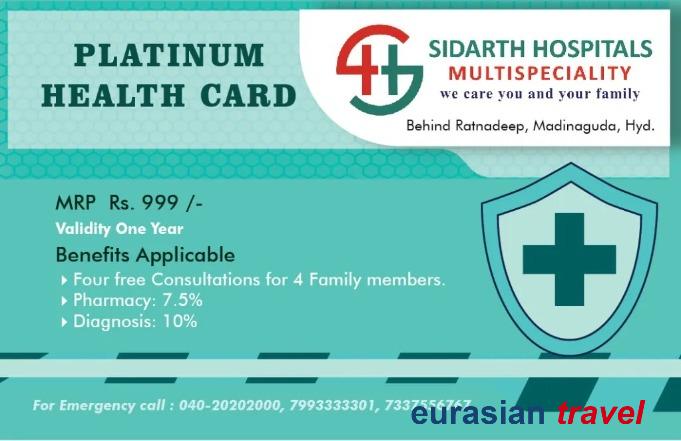 PLATINUM
HEALTH CARD
SIDARTH HOSPITALS
MULTISPECIALITY
we care you and your family
Behind Ratnadeep, Madinaguda, Hyd.
MRP Rs. 999 /-
Validity One Year
Benefits Applicable
Four free Consultations for 4 Family members.
Pharmacy: 7.5%
Diagnosis: 10%
For Emergency call : 040-20202000, 7993333301, 7337556767
eurasian travel